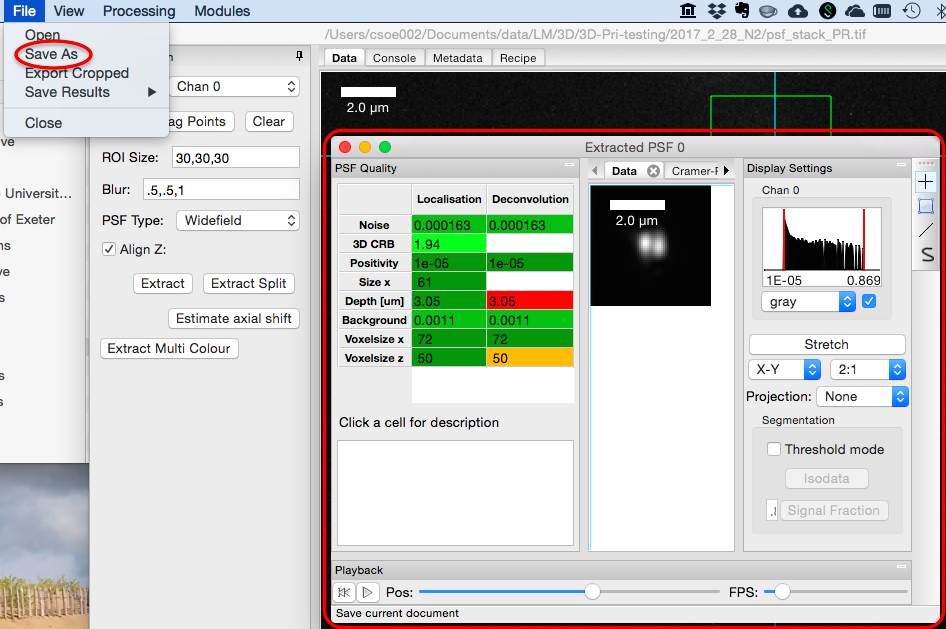 File View Processing Modules
Open
Save As
Export Cropped
Save Results
Close
/Users/csoe002/Documents/data/LM/3D/3D-Pri-testing/2017_2_28_N2/psf_stack_PR.tif
Data Console Metadata Recipe
2.0 µm
Chan 0
ag Points Clear
ROI Size: 30,30,30
Blur: .5,.5,1
PSF Type: Widefield
Align Z:
Extract Extract Split
Estimate axial shift
Extract Multi Colour
ve
Universit...
of Exeter
ns
ve
s
s
s
Extracted PSF 0
PSF Quality
Localisation Deconvolution
Noise 0.000163 0.000163
3D CRB 1.94
Positivity 1e-05 1e-05
Size x 61
Depth [um] 3.05 3.05
Background 0.0011 0.0011
Voxelsize x 72 72
Voxelsize z 50 50
Click a cell for description
Data Cramer-
2.0 µm
Display Settings
Chan 0
1E-05 0.869
gray
Stretch
X-Y 2:1
Projection: None
Segmentation
Threshold mode
Isodata
Signal Fraction
S
Playback
Pos: FPS:
Save current document